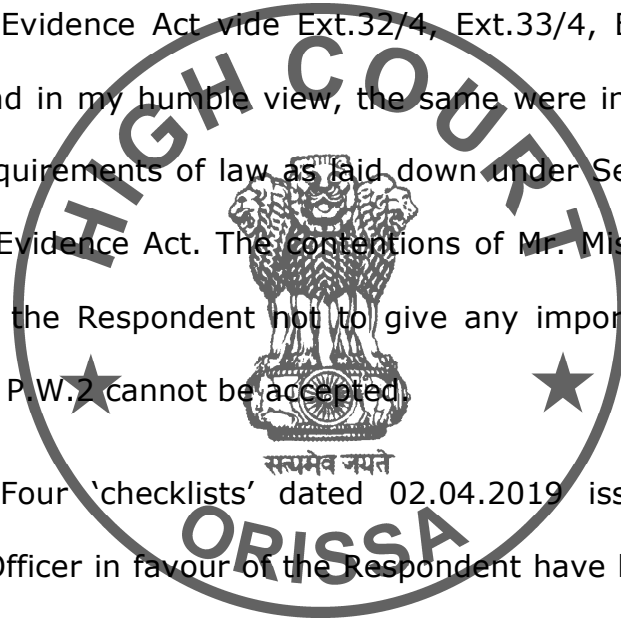 Evidence Act vide Ext.32/4, Ext.33/4,
nd in my humble view, the same were in
quirements of law as laid down under Se
Evidence Act. The contentions of Mr. Mis
the Respondent not to give any impor
P.W.2 cannot be accepted.
Four ‘checklists’ dated 02.04.2019 iss
Officer in favour of the Respondent have
HIGH COURT
सत्यमेव जयते
ORISSA